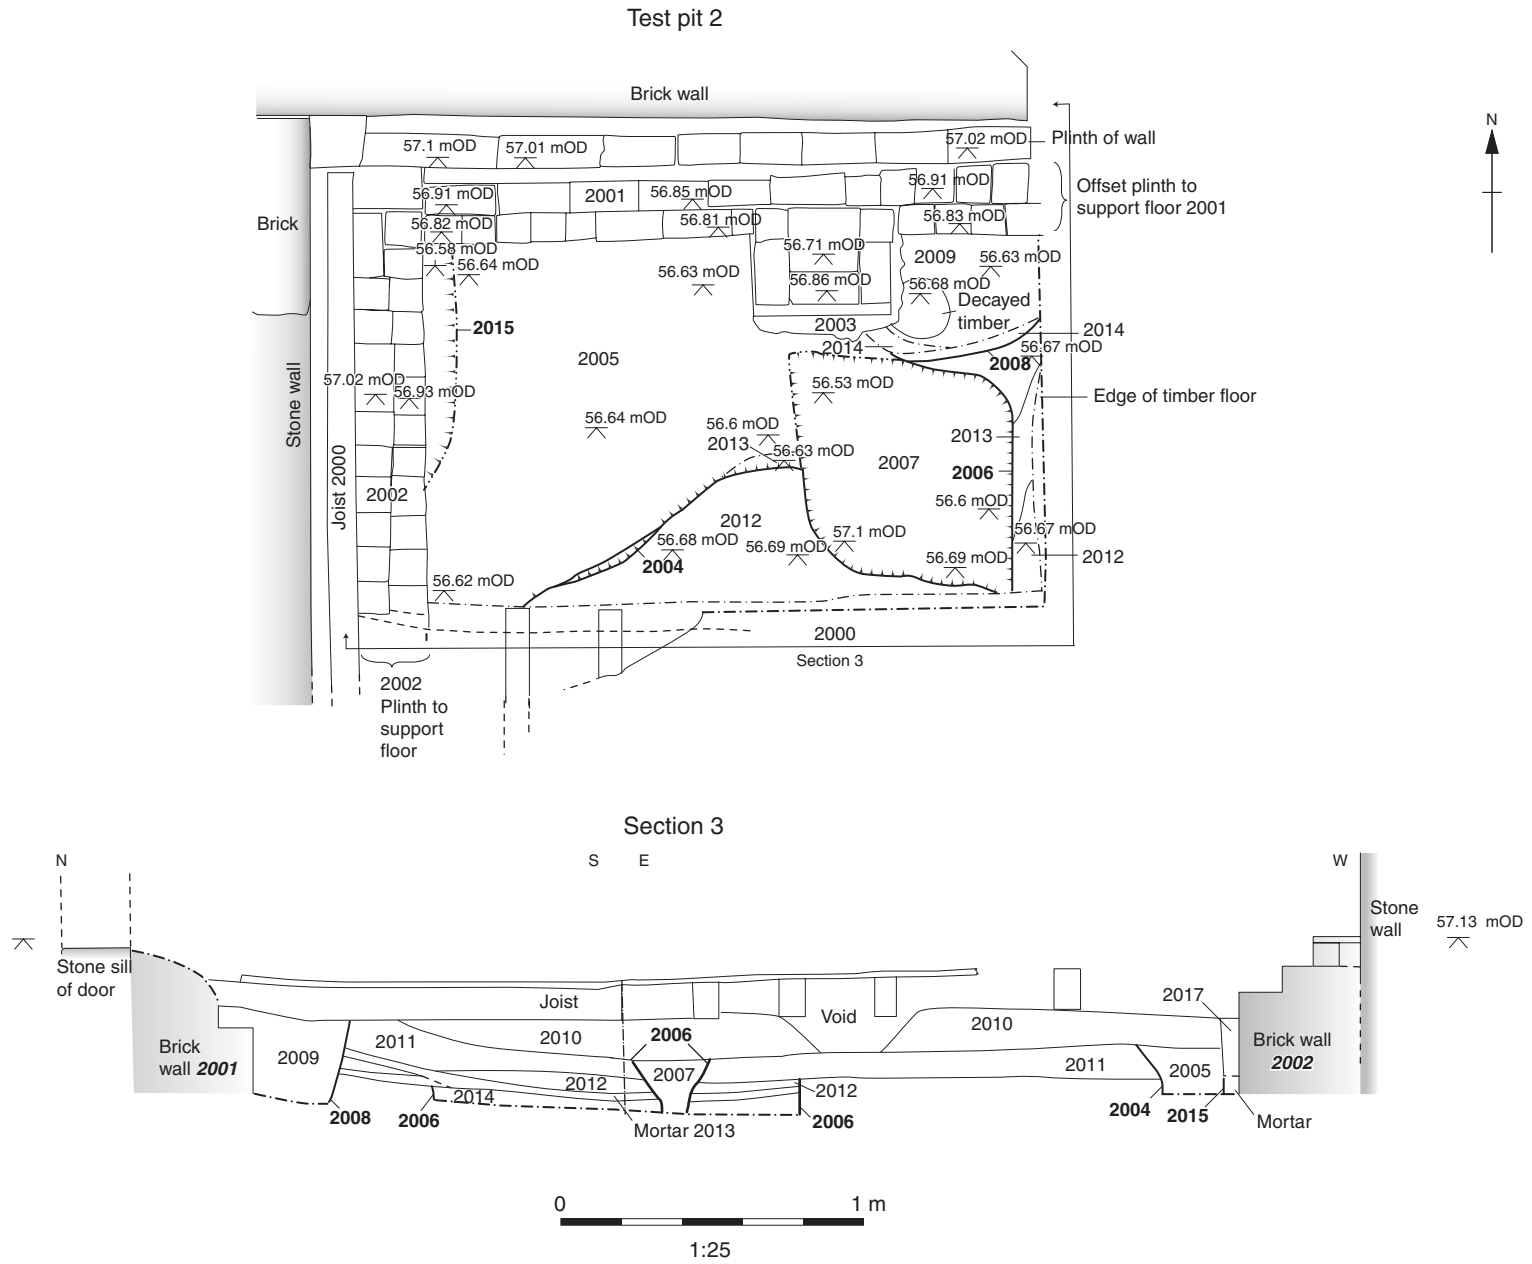 Test pit 2
Brick wall
N
57.1 mOD
57.01 mOD
57.02 mOD
Plinth of wall
56.91 mOD
2001
56.85 mOD
56.91 mOD
Offset plinth to
support floor 2001
Brick
56.82 mOD
56.81 mOD
56.83 mOD
56.58 mOD
56.64 mOD
56.63 mOD
56.71 mOD
2009
56.63 mOD
56.86 mOD
56.68 mOD
Decayed
timber
2015
2003
2014
2014
56.67 mOD
2005
2008
57.02 mOD
56.93 mOD
56.53 mOD
Edge of timber floor
Stone wall
56.64 mOD
56.6 mOD
2013
56.63 mOD
2013
2007
2006
Joist 2000
2002
56.6 mOD
2012
57.1 mOD
56.67 mOD
56.68 mOD
56.69 mOD
56.69 mOD
2012
2004
56.62 mOD
2000
Section 3
2002
Plinth to
support
floor
Section 3
N
S
E
W
Stone
wall
57.13 mOD
Stone sill
of door
Joist
Void
2017
2010
2006
2010
2011
Brick
wall 2001
2009
2011
Brick wall
2002
2007
2005
2012
2012
2014
2008
2006
Mortar 2013
2006
2004
2015
Mortar
0
1 m
1:25